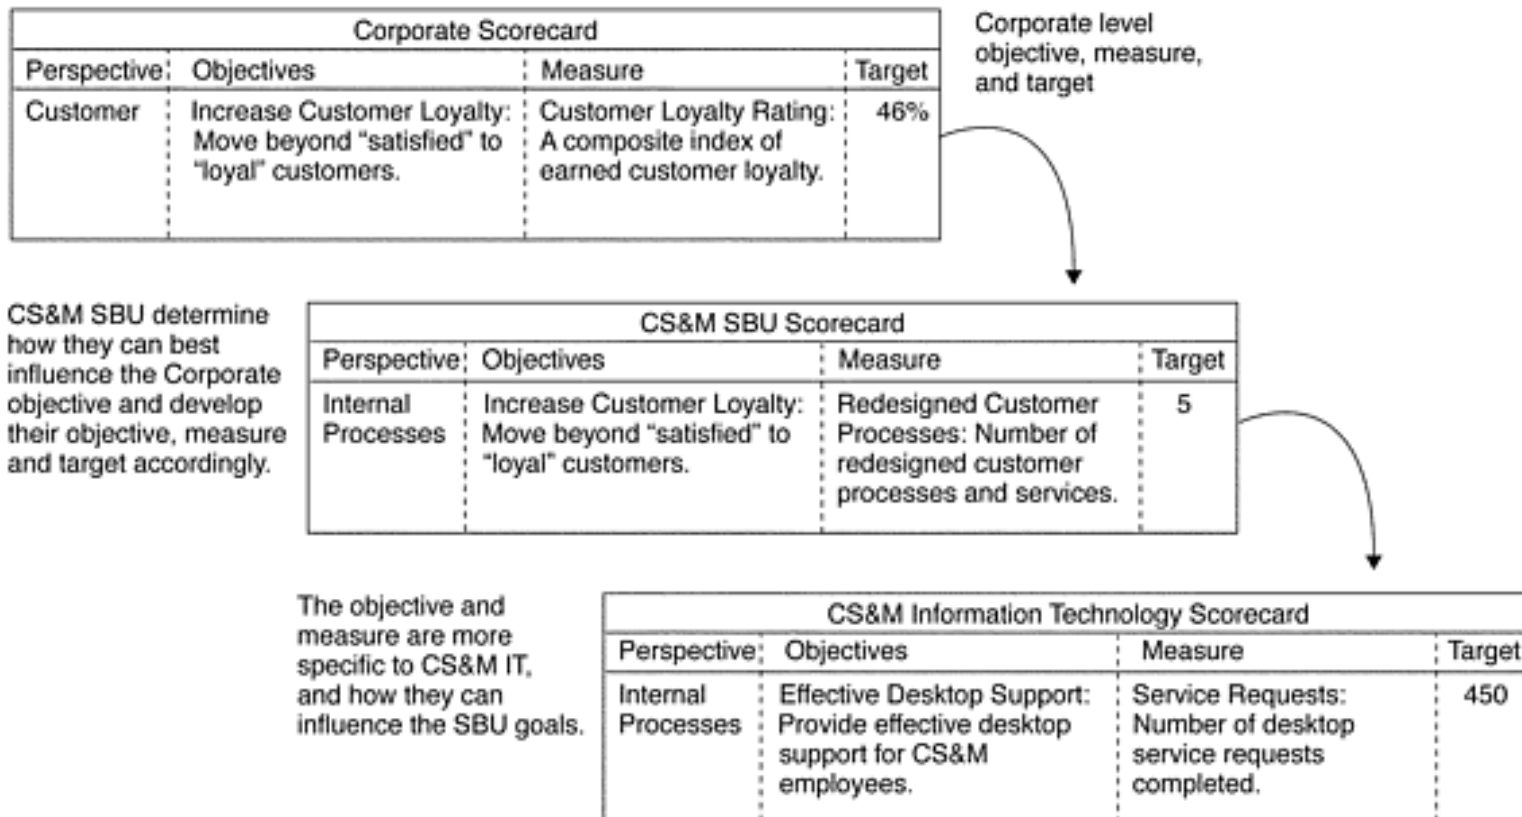 Corporate Scorecard
Perspective Objectives Measure Target
Customer Increase Customer Loyalty: Customer Loyalty Rating: 46%
Move beyond “satisfied” to A composite index of
“loyal” customers. earned customer loyalty.
Corporate level
objective, measure,
and target
CS&M SBU determine
how they can best
influence the Corporate
objective and develop
their objective, measure
and target accordingly.
CS&M SBU Scorecard
Perspective Objectives Measure Target
Internal Increase Customer Loyalty: Redesigned Customer 5
Processes Move beyond “satisfied” to Processes: Number of
“loyal” customers. redesigned customer
processes and services.
The objective and
measure are more
specific to CS&M IT,
and how they can
influence the SBU goals.
CS&M Information Technology Scorecard
Perspective Objectives Measure Target
Internal Effective Desktop Support: Service Requests: 450
Processes Provide effective desktop Number of desktop
support for CS&M service requests
employees. completed.